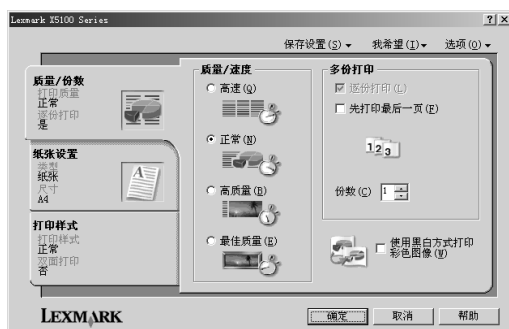 Lexmark X5100 Series
保存设置(S) 我希望(I) 选项(O)
质量/份数
打印质量
正常
逐份打印
是
纸张设置
类型
纸张
尺寸
A4
打印样式
打印样式
正常
双面打印
否
质量/速度
高速(Q)
正常(N)
高质量(B)
最佳质量(E)
多份打印
逐份打印(L)
先打印最后一页(F)
1 2 3
份数(C) 1
使用黑白方式打印
彩色图像(W)
LEXMARK
确定 取消 帮助